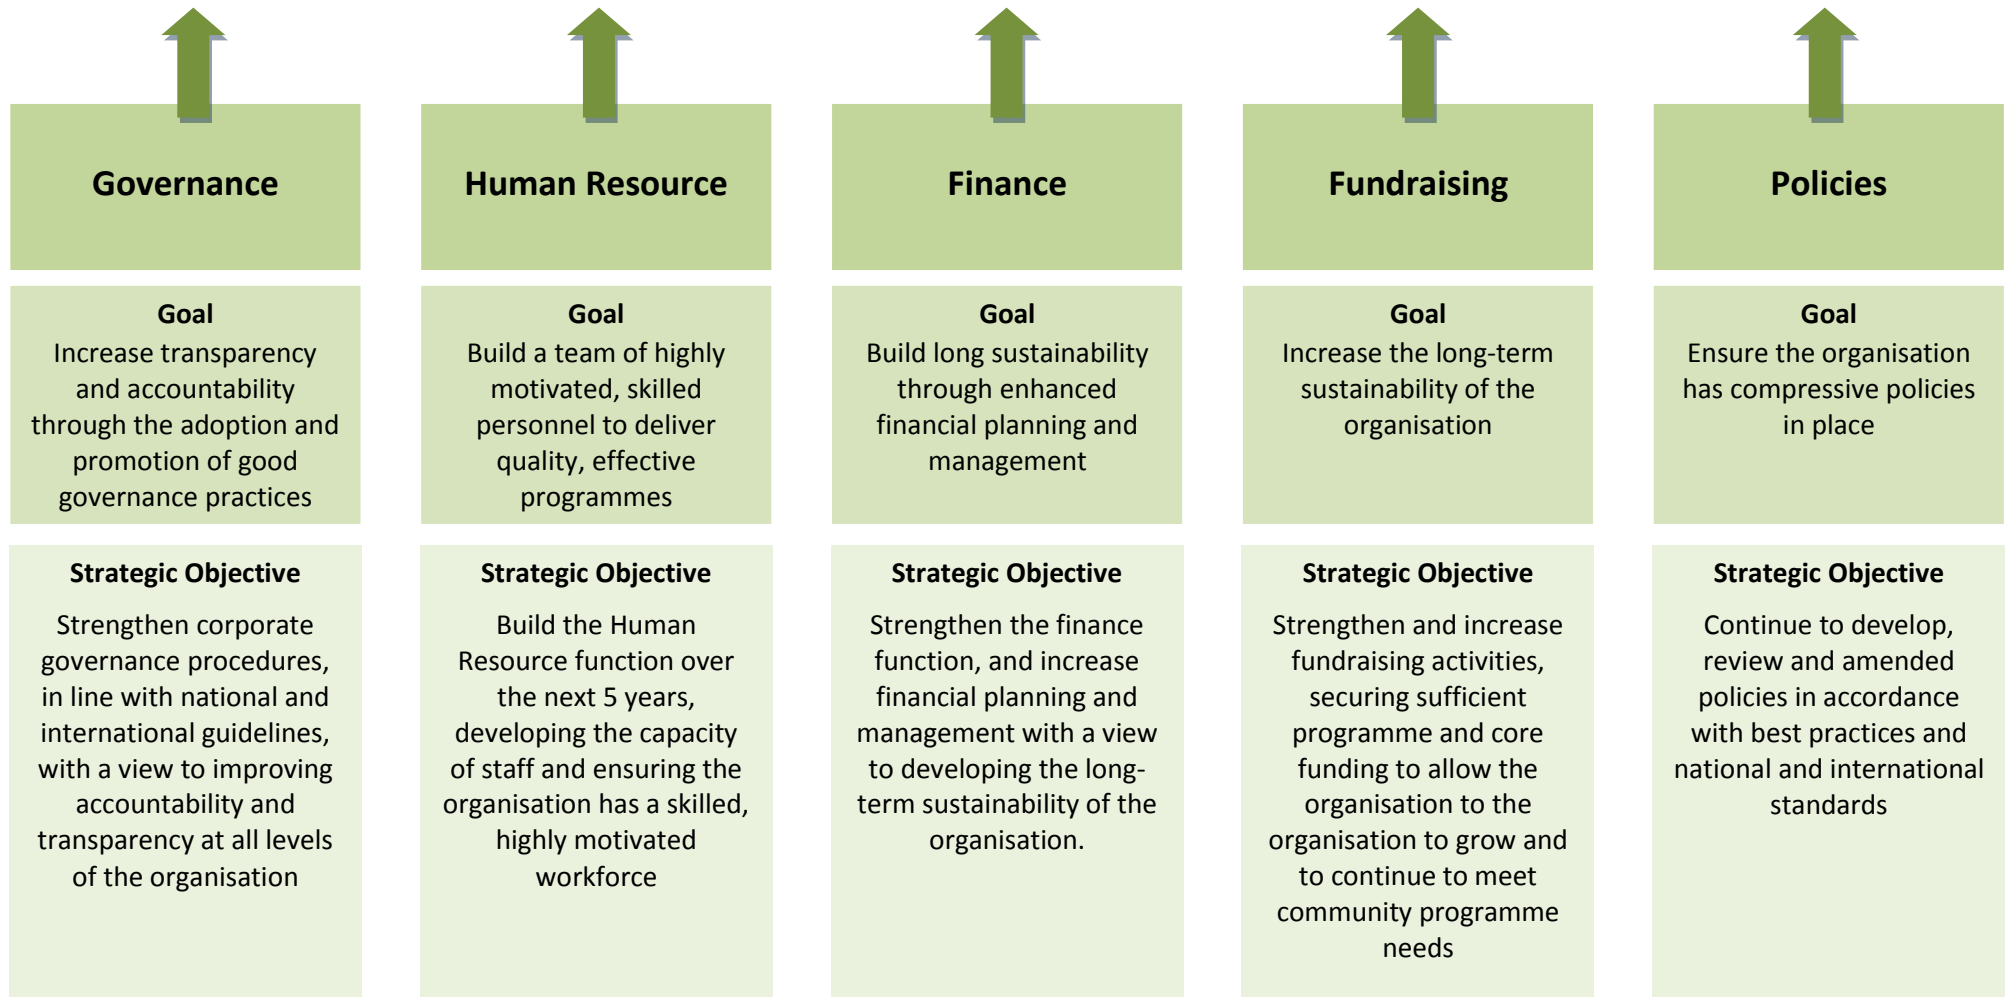 Governance
Goal
Increase transparency
and accountability
through the adoption and
promotion of good
governance practices
Strategic Objective
Strengthen corporate
governance procedures,
in line with national and
international guidelines,
with a view to improving
accountability and
transparency at all levels
of the organisation
Human Resource
Goal
Build a team of highly
motivated, skilled
personnel to deliver
quality, effective
programmes
Strategic Objective
Build the Human
Resource function over
the next 5 years,
developing the capacity
of staff and ensuring the
organisation has a skilled,
highly motivated
workforce
Finance
Goal
Build long sustainability
through enhanced
financial planning and
management
Strategic Objective
Strengthen the finance
function, and increase
financial planning and
management with a view
to developing the long-
term sustainability of the
organisation.
Fundraising
Goal
Increase the long-term
sustainability of the
organisation
Strategic Objective
Strengthen and increase
fundraising activities,
securing sufficient
programme and core
funding to allow the
organisation to the
organisation to grow and
to continue to meet
community programme
needs
Policies
Goal
Ensure the organisation
has compressive policies
in place
Strategic Objective
Continue to develop,
review and amended
policies in accordance
with best practices and
national and international
standards